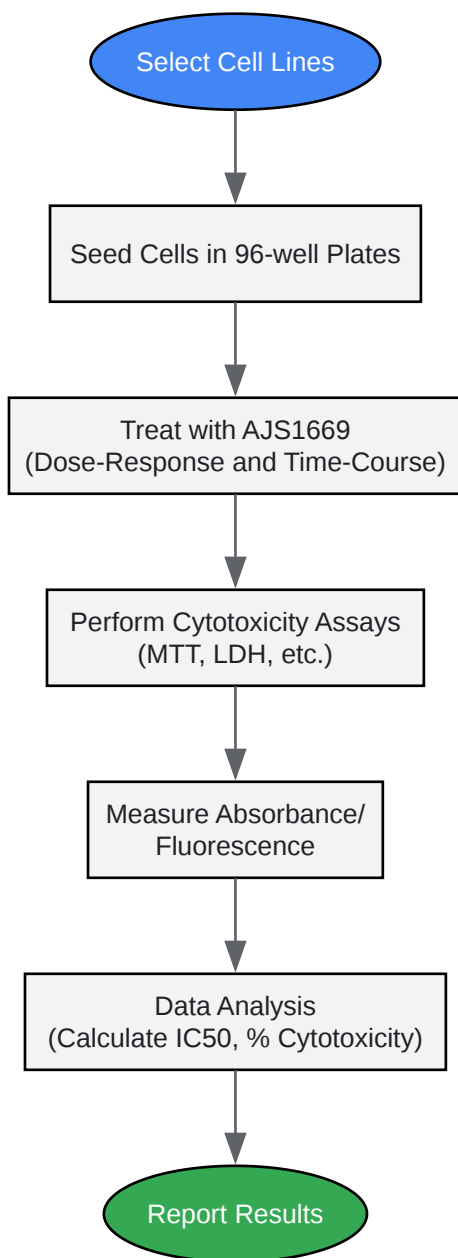 Select Cell Lines
Seed Cells in 96-well Plates
Treat with AJS1669
(Dose-Response and Time-Course)
Perform Cytotoxicity Assays
(MTT, LDH, etc.)
Measure Absorbance/
Fluorescence
Data Analysis
(Calculate IC50, % Cytotoxicity)
Report Results